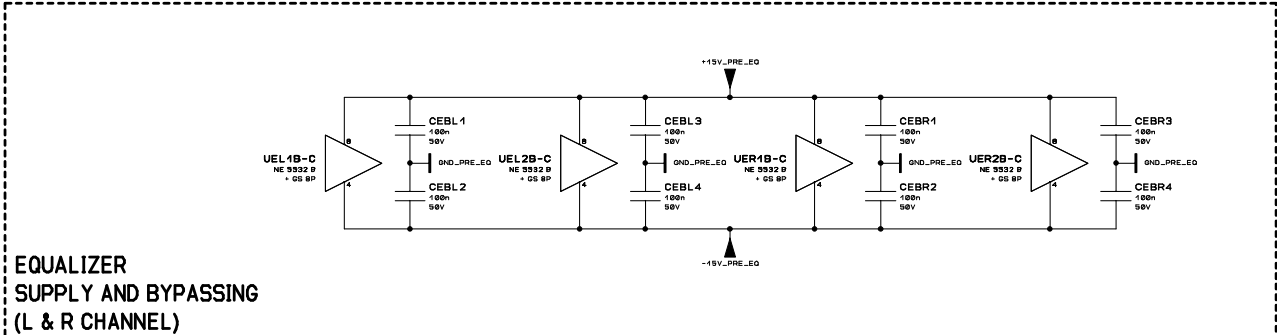 +15V_PRE_EQ
8
CEBL1
100n
50V
UEL1B-C
NE 5532 B
+ GS 8P
GND_PRE_EQ
4
CEBL2
100n
50V
8
CEBL3
100n
50V
UEL2B-C
NE 5532 B
+ GS 8P
GND_PRE_EQ
4
CEBL4
100n
50V
8
CEBR1
100n
50V
UER1B-C
NE 5532 B
+ GS 8P
GND_PRE_EQ
4
CEBR2
100n
50V
8
CEBR3
100n
50V
UER2B-C
NE 5532 B
+ GS 8P
GND_PRE_EQ
4
CEBR4
100n
50V
-15V_PRE_EQ
EQUALIZER
SUPPLY AND BYPASSING
(L & R CHANNEL)